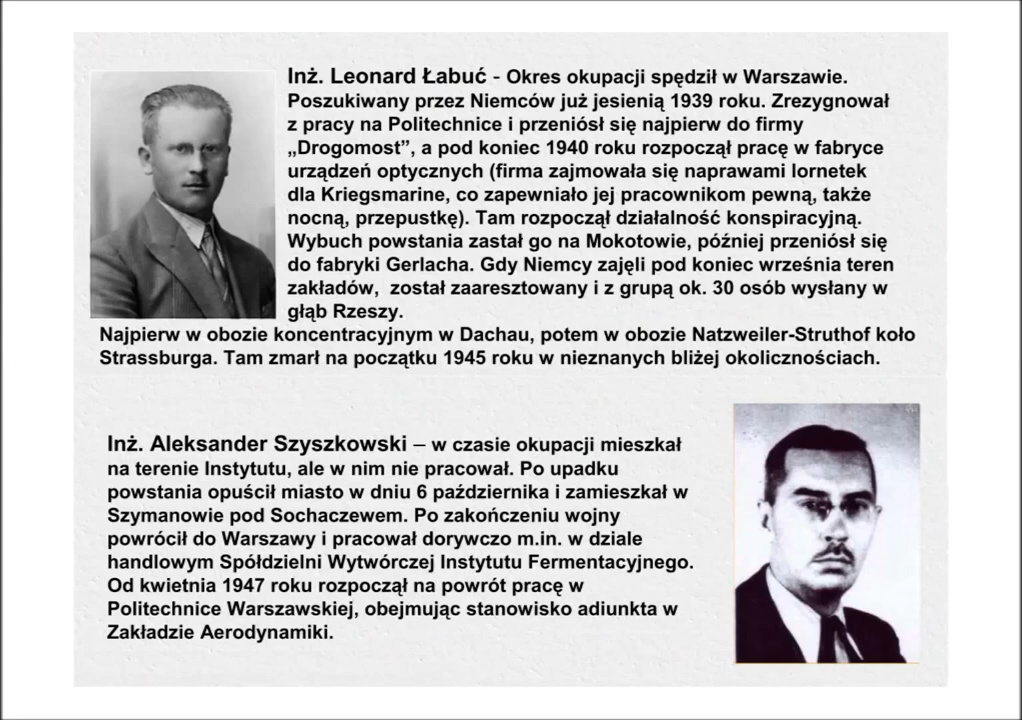 Inż. Leonard Łabuć - Okres okupacji spędził w Warszawie.
Poszukiwany przez Niemców już jesienią 1939 roku. Zrezygnował
z pracy na Politechnice i przeniósł się najpierw do firmy
„Drogomost”, a pod koniec 1940 roku rozpoczął pracę w fabryce
urządzeń optycznych (firma zajmowała się naprawami lornetek
dla Kriegsmarine, co zapewniało jej pracownikom pewną, także
nocną, przepustkę). Tam rozpoczął działalność konspiracyjną.
Wybuch powstania zastał go na Mokotowie, później przeniósł się
do fabryki Gerlacha. Gdy Niemcy zajęli pod koniec września teren
zakładów, został zaaresztowany i z grupą ok. 30 osób wysłany w
głąb Rzeszy.
Najpierw w obozie koncentracyjnym w Dachau, potem w obozie Natzweiler-Struthof koło
Strassburga. Tam zmarł na początku 1945 roku w nieznanych bliżej okolicznościach.
Inż. Aleksander Szyszkowski – w czasie okupacji mieszkał
na terenie Instytutu, ale w nim nie pracował. Po upadku
powstania opuścił miasto w dniu 6 października i zamieszkał w
Szymanowie pod Sochaczewem. Po zakończeniu wojny
powrócił do Warszawy i pracował dorywczo m.in. w dziale
handlowym Spółdzielni Wytwórczej Instytutu Fermentacyjnego.
Od kwietnia 1947 roku rozpoczął na powrót pracę w
Politechnice Warszawskiej, obejmując stanowisko adiunkta w
Zakładzie Aerodynamiki.